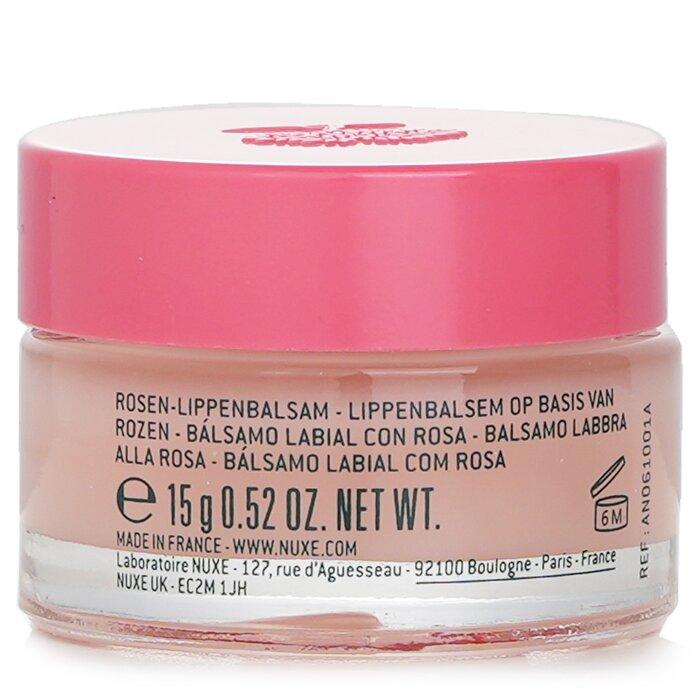 ROSEN-LIPPENBALSAM - LIPPENBALSEM OP BASIS VAN
ROZEN - BÁLSAMO LABIAL CON ROSA - BALSAMO LABBRA
ALLA ROSA - BÁLSAMO LABIAL COM ROSA
℮ 15 g 0.52 OZ. NET WT.
MADE IN FRANCE - WWW.NUXE.COM
Laboratoire NUXE - 127, rue d'Aguesseau - 92100 Boulogne - Paris - France
NUXE UK - EC2M 1JH
6M
REF : AN061001A